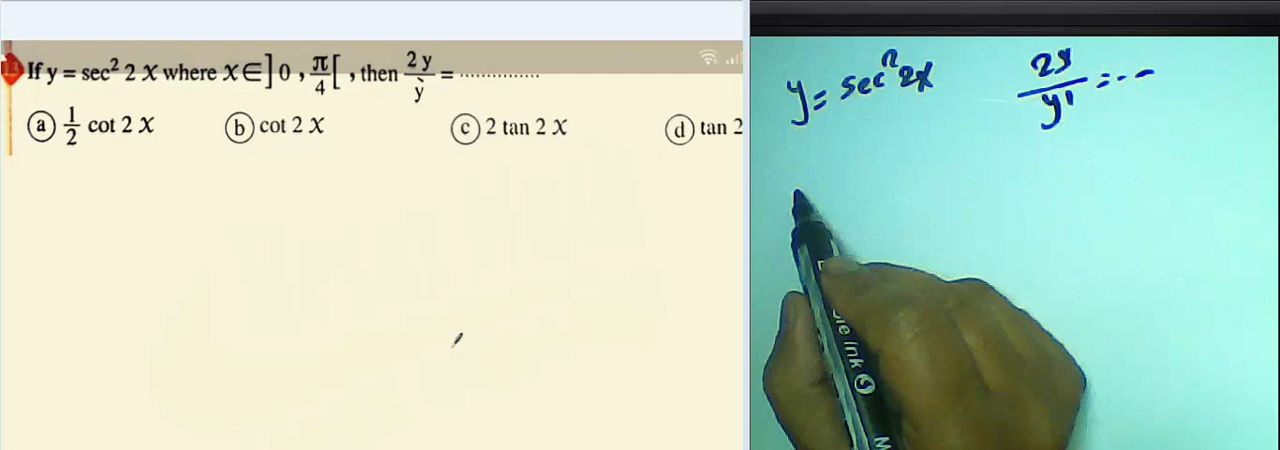 13 If y = sec² 2 X where X ∈ ] 0 , π/4 [ , then 2 y / ỳ = ...............
(a) 1/2 cot 2 X (b) cot 2 X (c) 2 tan 2 X (d) tan 2
y = sec² 2x 2y / y' = ...